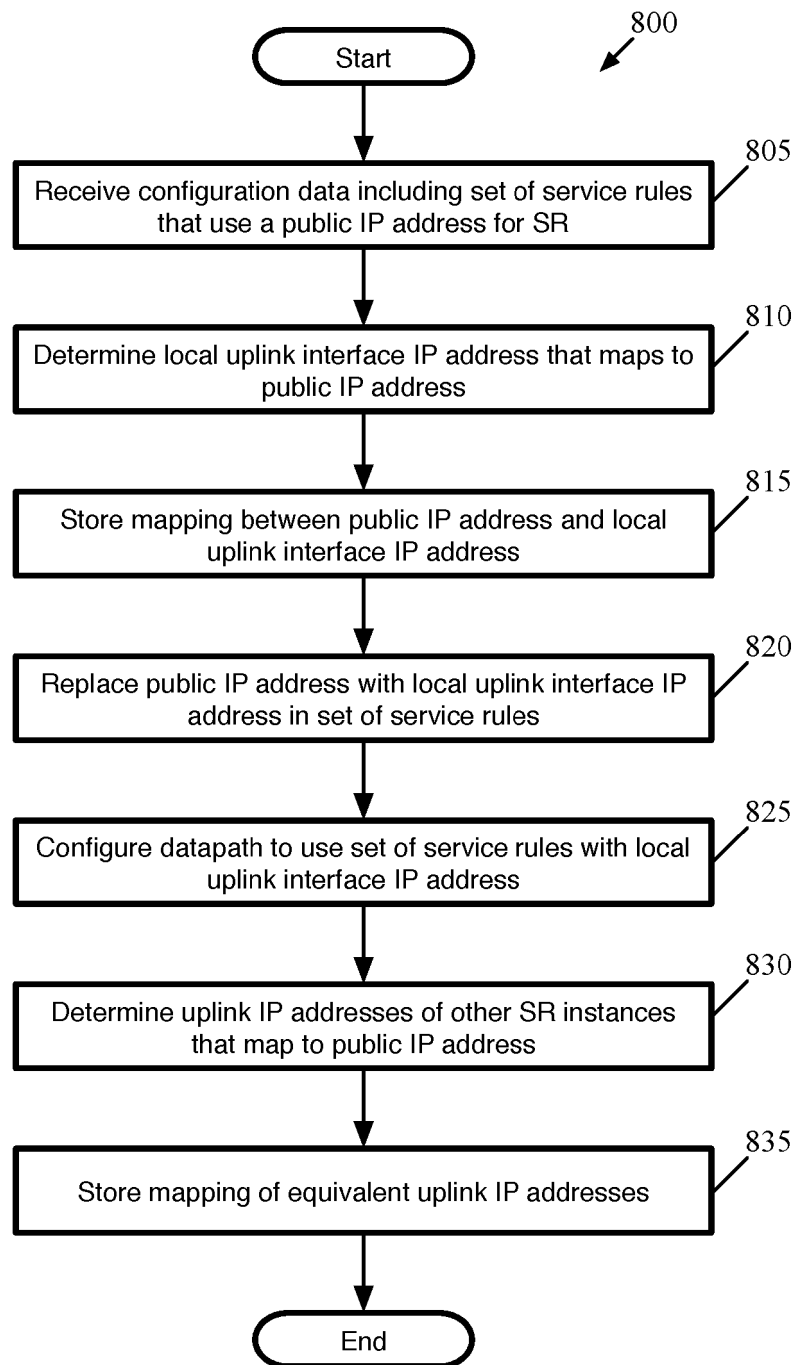 800
Start
805
Receive configuration data including set of service rules
that use a public IP address for SR
810
Determine local uplink interface IP address that maps to
public IP address
815
Store mapping between public IP address and local
uplink interface IP address
820
Replace public IP address with local uplink interface IP
address in set of service rules
825
Configure datapath to use set of service rules with local
uplink interface IP address
830
Determine uplink IP addresses of other SR instances
that map to public IP address
835
Store mapping of equivalent uplink IP addresses
End